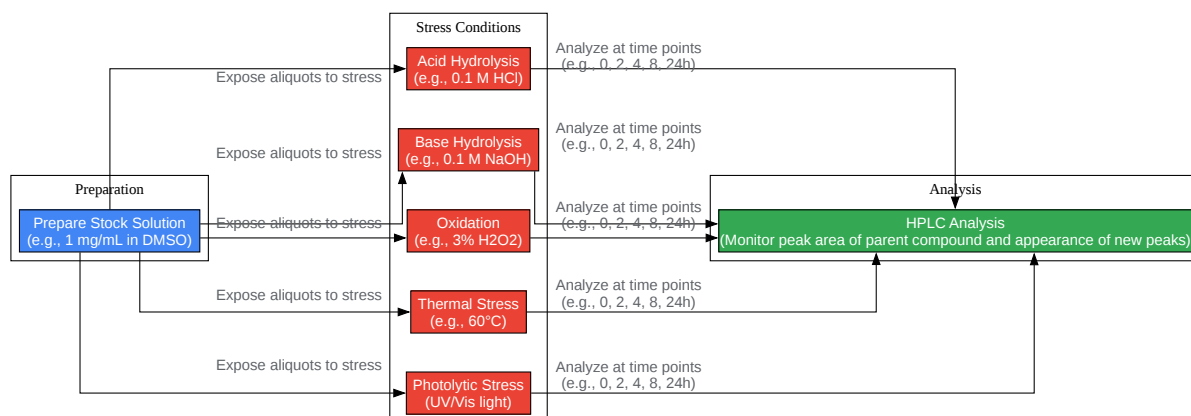 Stress Conditions
Acid Hydrolysis
(e.g., 0.1 M HCl)
Analyze at time points
(e.g., 0, 2, 4, 8, 24h)
Expose aliquots to stress
Base Hydrolysis
(e.g., 0.1 M NaOH)
Analyze at time points
(e.g., 0, 2, 4, 8, 24h)
Expose aliquots to stress
Preparation
Prepare Stock Solution
(e.g., 1 mg/mL in DMSO)
Expose aliquots to stress
Oxidation
(e.g., 3% H2O2)
Analyze at time points
(e.g., 0, 2, 4, 8, 24h)
Analysis
HPLC Analysis
(Monitor peak area of parent compound and appearance of new peaks)
Expose aliquots to stress
Thermal Stress
(e.g., 60°C)
Analyze at time points
(e.g., 0, 2, 4, 8, 24h)
Expose aliquots to stress
Photolytic Stress
(UV/Vis light)
Analyze at time points
(e.g., 0, 2, 4, 8, 24h)